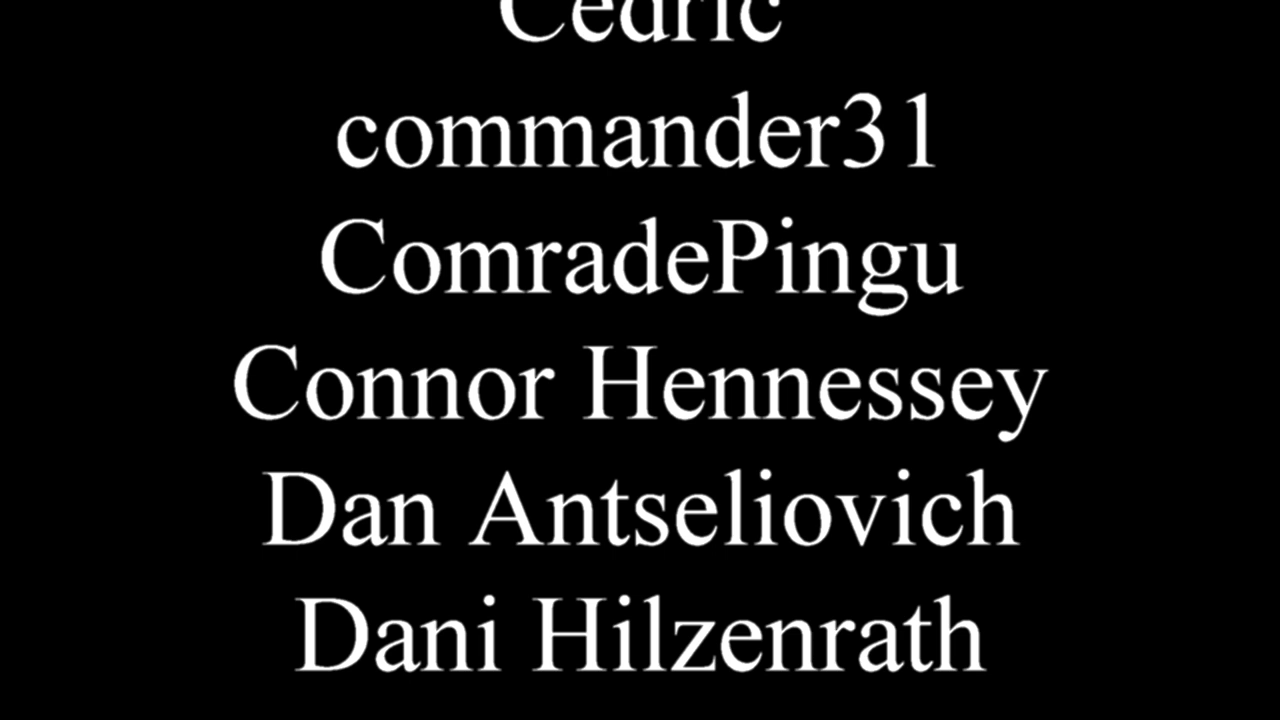 Cedric
commander31
ComradePingu
Connor Hennessey
Dan Antseliovich
Dani Hilzenrath